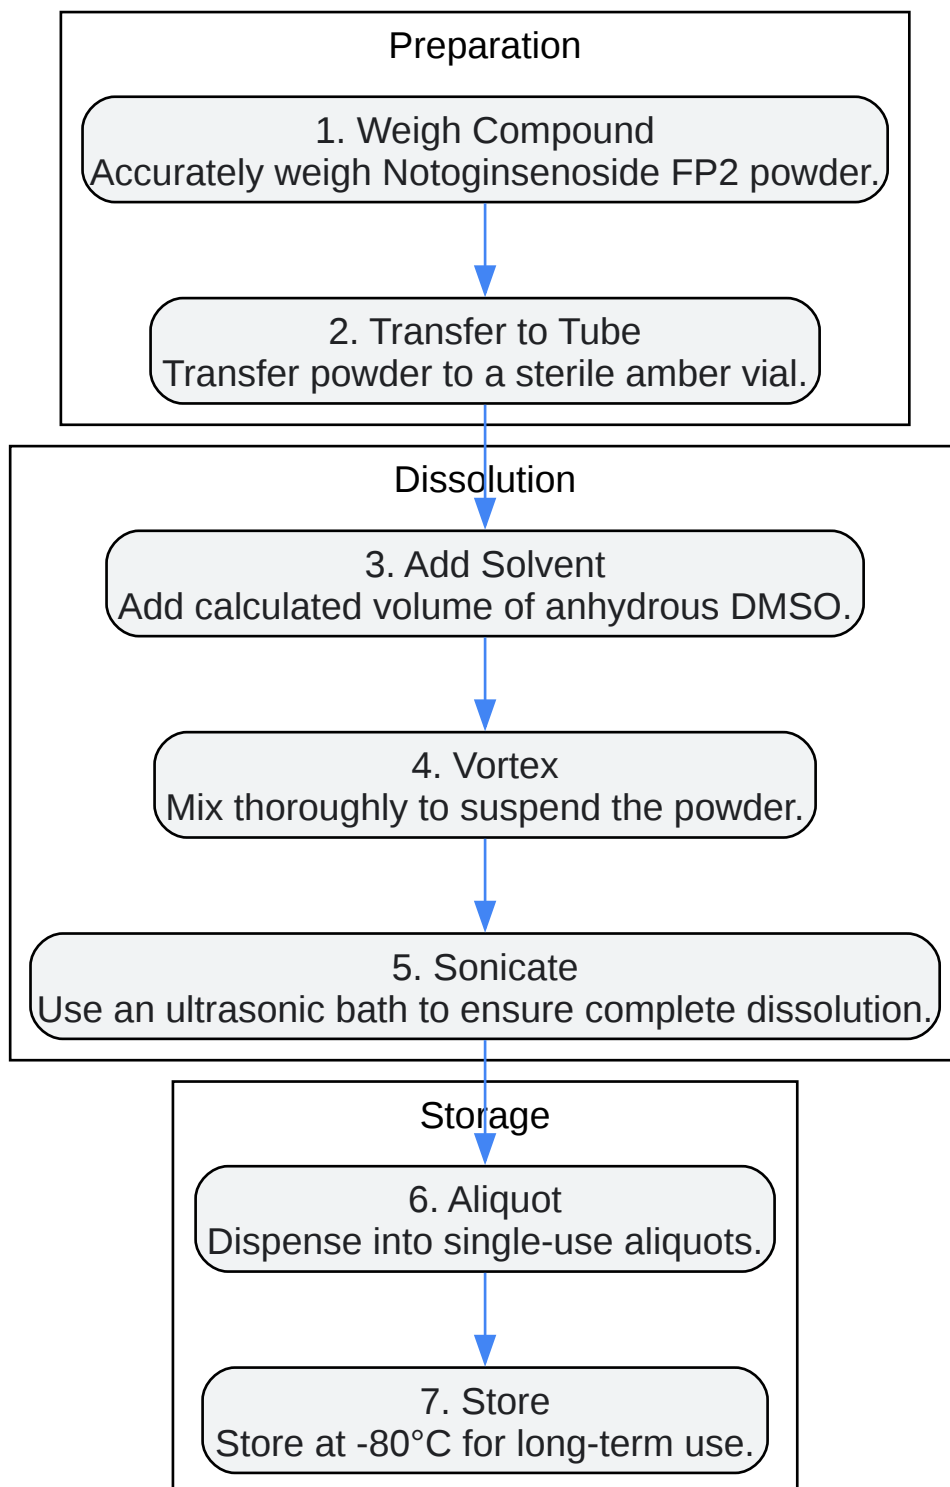 Preparation
1. Weigh Compound
Accurately weigh Notoginsenoside FP2 powder.
2. Transfer to Tube
Transfer powder to a sterile amber vial.
Dissolution
3. Add Solvent
Add calculated volume of anhydrous DMSO.
4. Vortex
Mix thoroughly to suspend the powder.
5. Sonicate
Use an ultrasonic bath to ensure complete dissolution.
Storage
6. Aliquot
Dispense into single-use aliquots.
7. Store
Store at -80°C for long-term use.